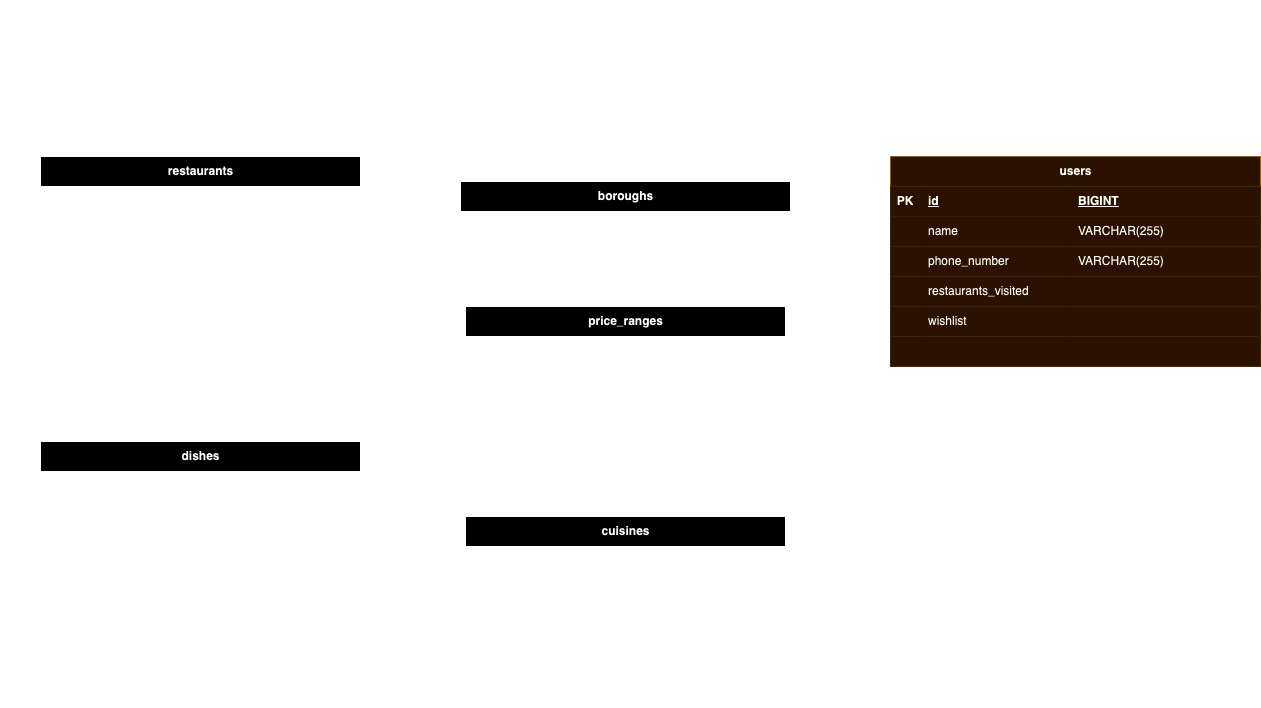 restaurants
boroughs
price_ranges
dishes
cuisines
users
PK id BIGINT
name VARCHAR(255)
phone_number VARCHAR(255)
restaurants_visited
wishlist